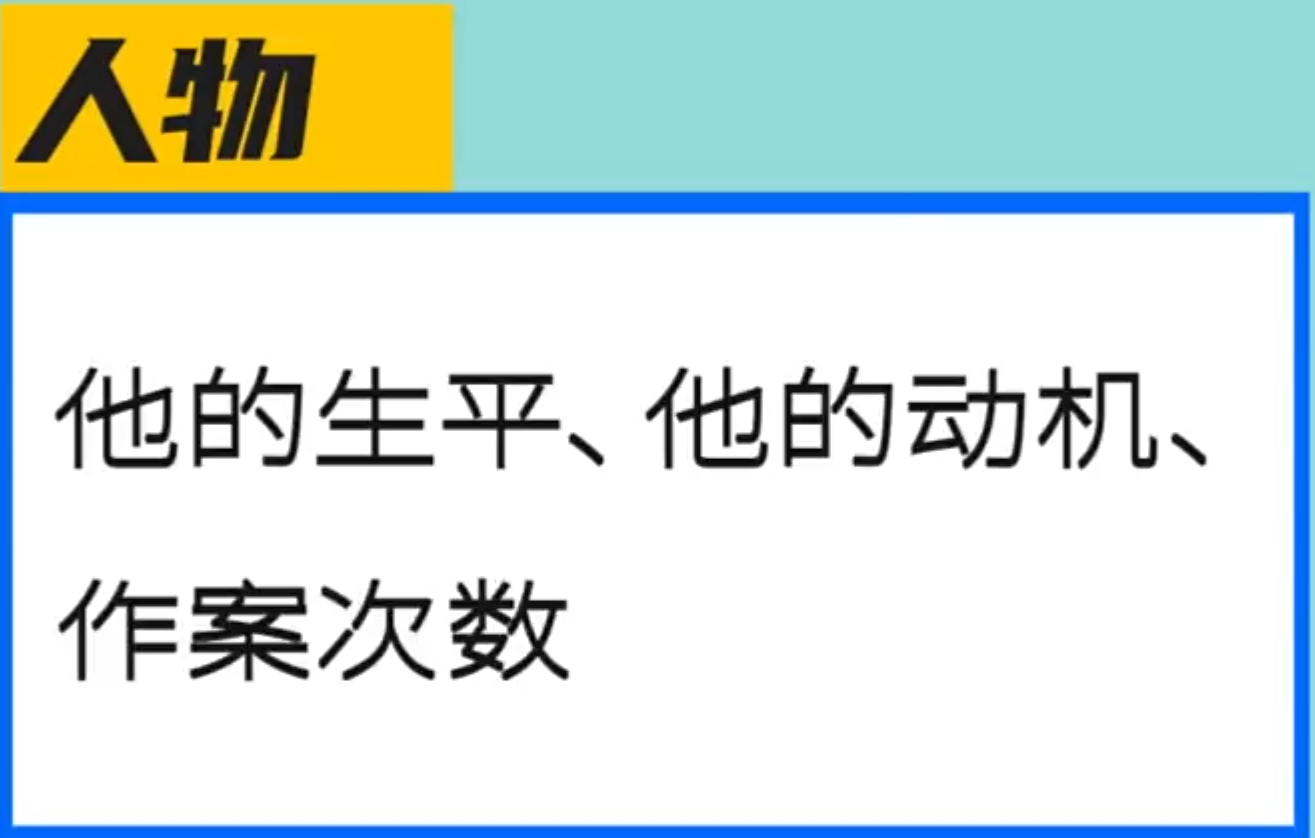 人物
他的生平、他的动机、
作案次数